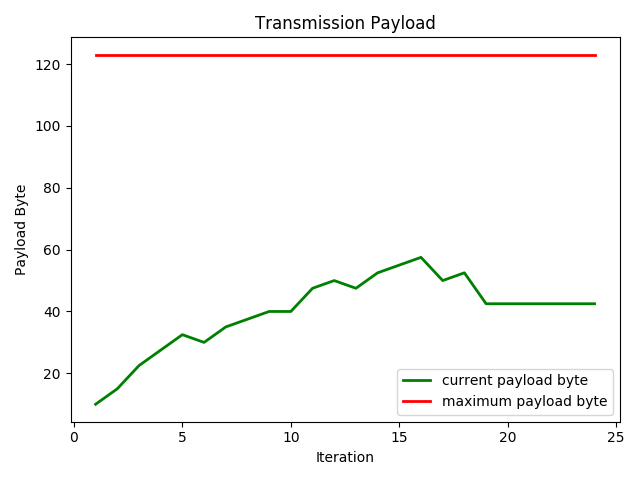 Transmission Payload
120
100
80
60
40
20
Payload Byte
0 5 10 15 20 25
Iteration
current payload byte
maximum payload byte